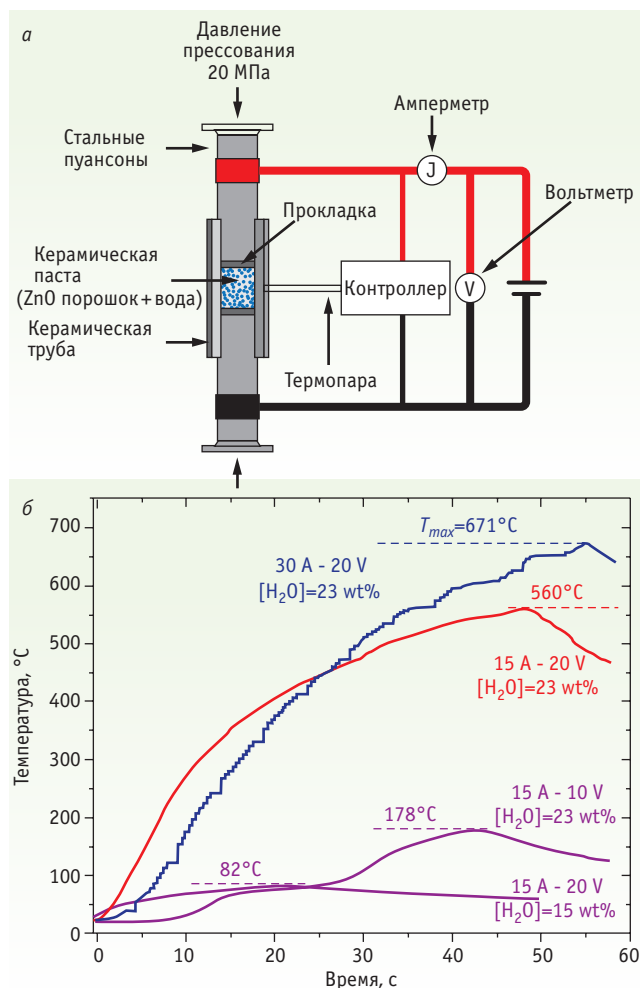 а
Давление
прессования
20 МПа
Амперметр
Стальные
пуансоны
J
Вольтметр
Прокладка
Керамическая
паста
(ZnO порошок + вода)
Контроллер
V
Керамическая
труба
Термопара
б
700
600
500
400
300
200
100
0
Температура, °C
Tmax=671°C
30 A - 20 V
[H₂O]=23 wt%
560°C
15 A - 20 V
[H₂O]=23 wt%
15 A - 10 V
[H₂O]=23 wt%
178°C
82°C
15 A - 20 V
[H₂O]=15 wt%
0 10 20 30 40 50 60
Время, с